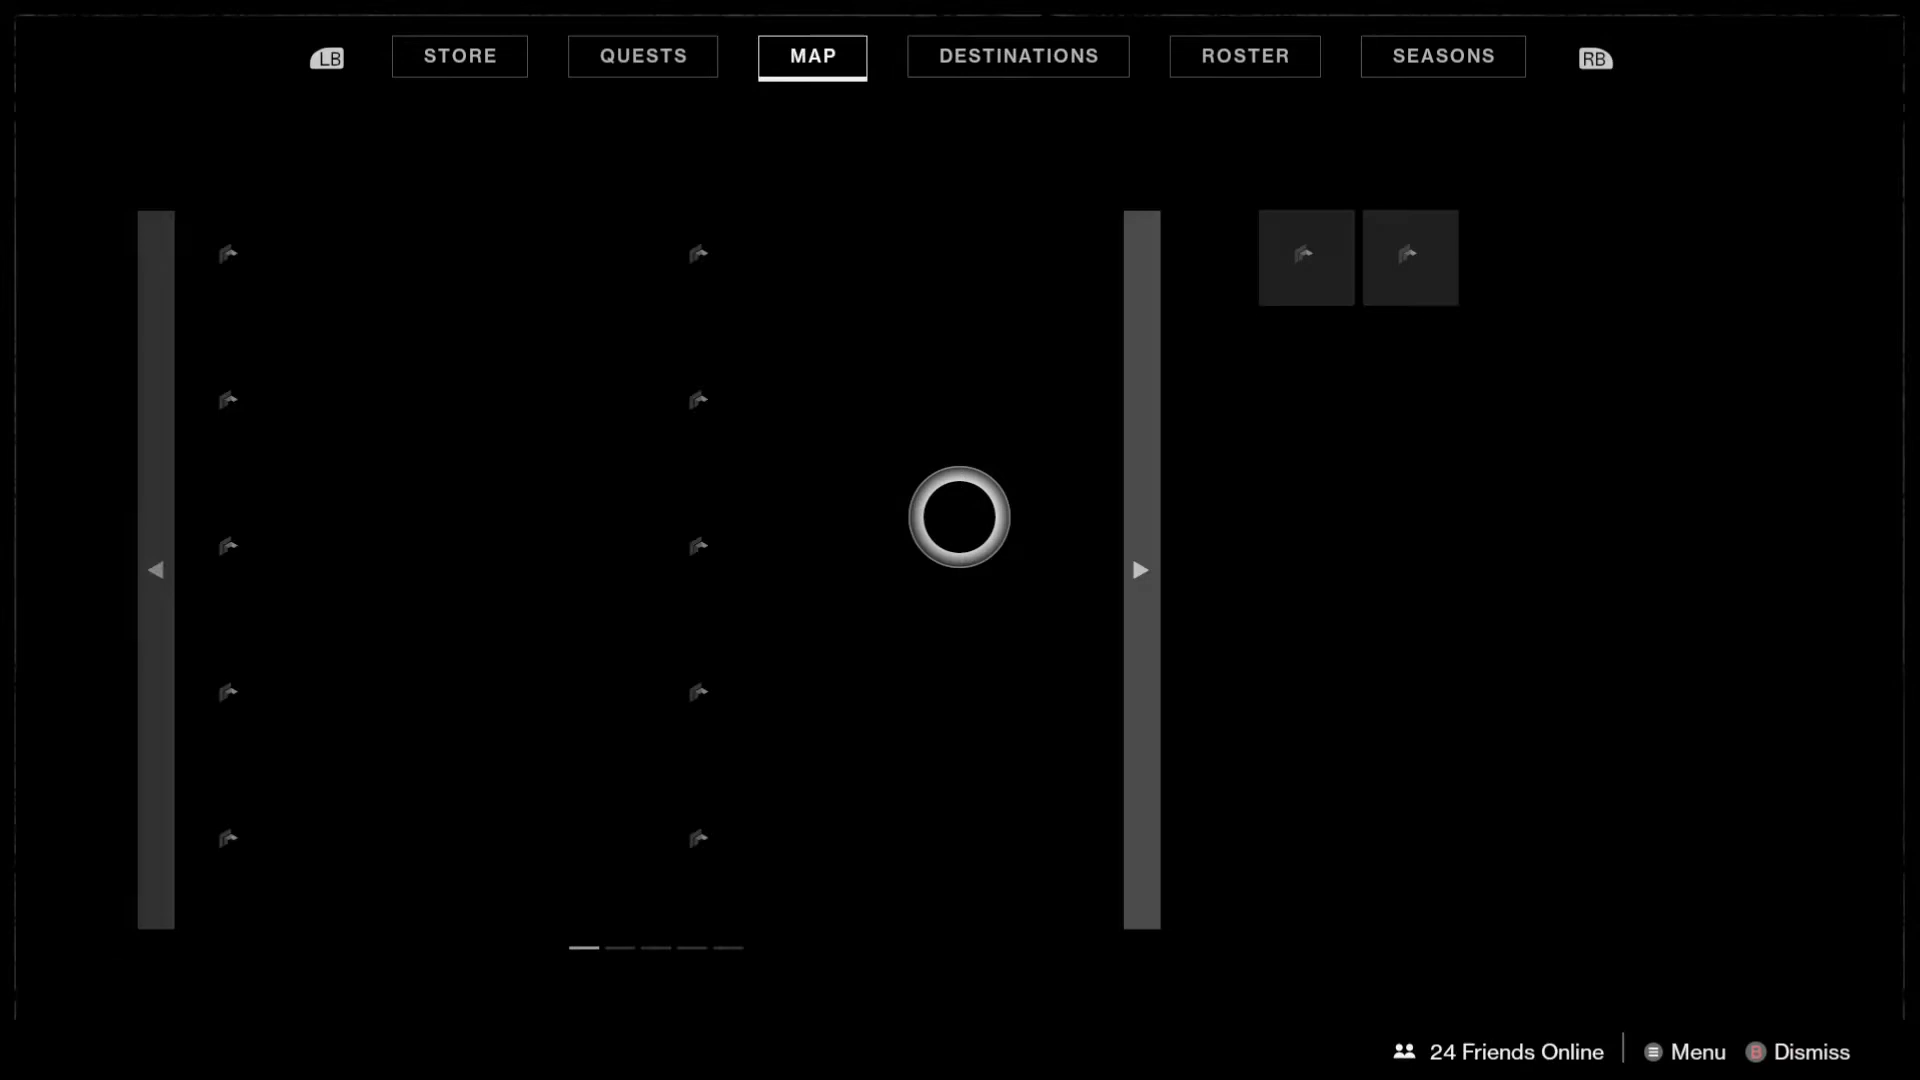 LB STORE QUESTS MAP DESTINATIONS ROSTER SEASONS RB
24 Friends Online Menu B Dismiss